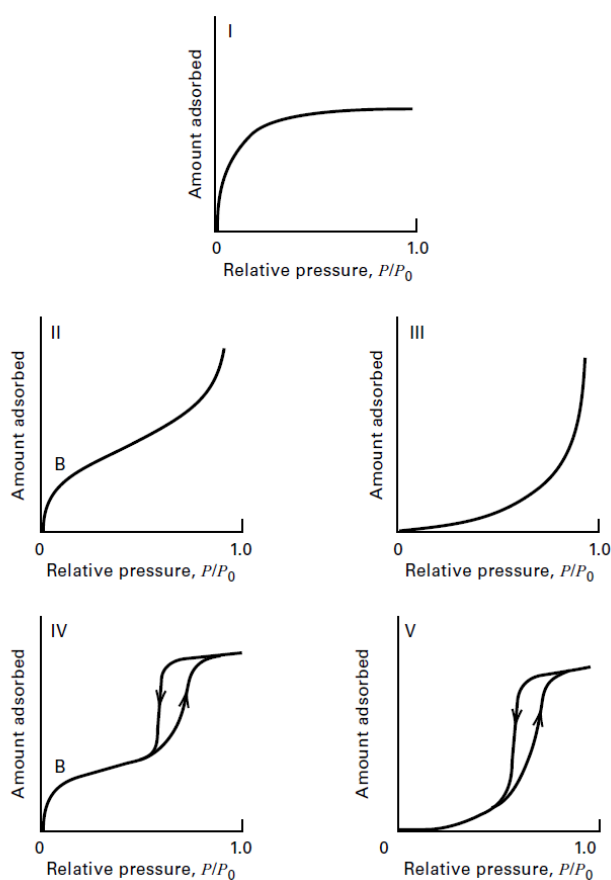 I
Amount adsorbed
0 1.0
Relative pressure, P/P0
II
Amount adsorbed
B
0 1.0
Relative pressure, P/P0
III
Amount adsorbed
0 1.0
Relative pressure, P/P0
IV
Amount adsorbed
B
0 1.0
Relative pressure, P/P0
V
Amount adsorbed
0 1.0
Relative pressure, P/P0